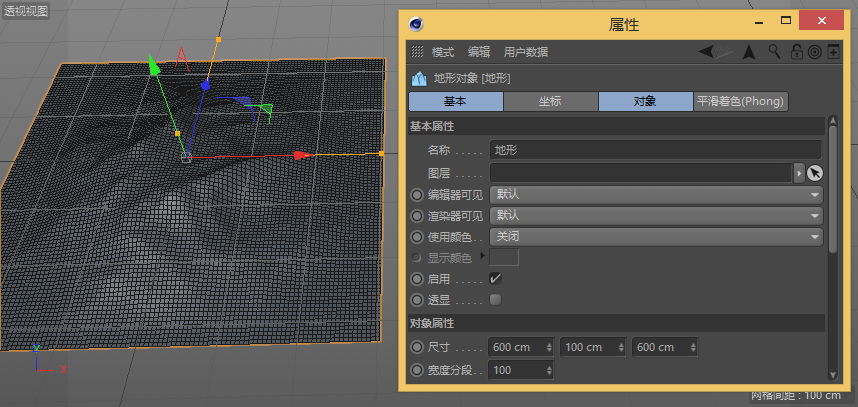 透视视图
属性
模式 编辑 用户数据
地形对象 [地形]
基本 坐标 对象 平滑着色(Phong)
基本属性
名称 . . . . . 地形
图层 . . . . .
编辑器可见 默认
渲染器可见 默认
使用颜色 . . 关闭
显示颜色
启用 . . . . .
透显 . . . . .
对象属性
尺寸 . . . . . 600 cm 100 cm 600 cm
宽度分段 . . 100
网格间距 : 100 cm
Y
X